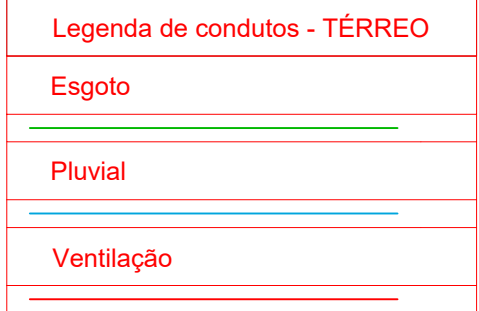 Legenda de condutos - TÉRREO
Esgoto
Pluvial
Ventilação